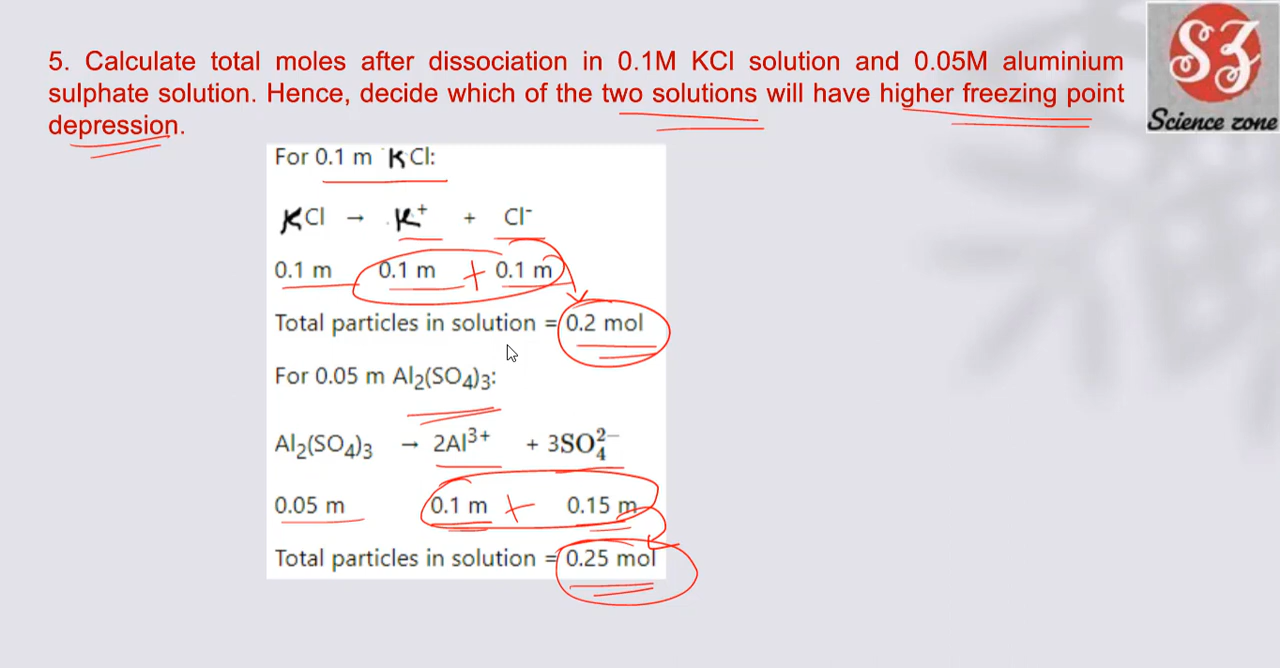 5. Calculate total moles after dissociation in 0.1M KCl solution and 0.05M aluminium
sulphate solution. Hence, decide which of the two solutions will have higher freezing point
depression.
SZ
Science zone
For 0.1 m KCl:
KCl → K⁺ + Cl⁻
0.1 m 0.1 m + 0.1 m
Total particles in solution = 0.2 mol
For 0.05 m Al₂(SO₄)₃:
Al₂(SO₄)₃ → 2Al³⁺ + 3SO₄²⁻
0.05 m 0.1 m + 0.15 m
Total particles in solution = 0.25 mol